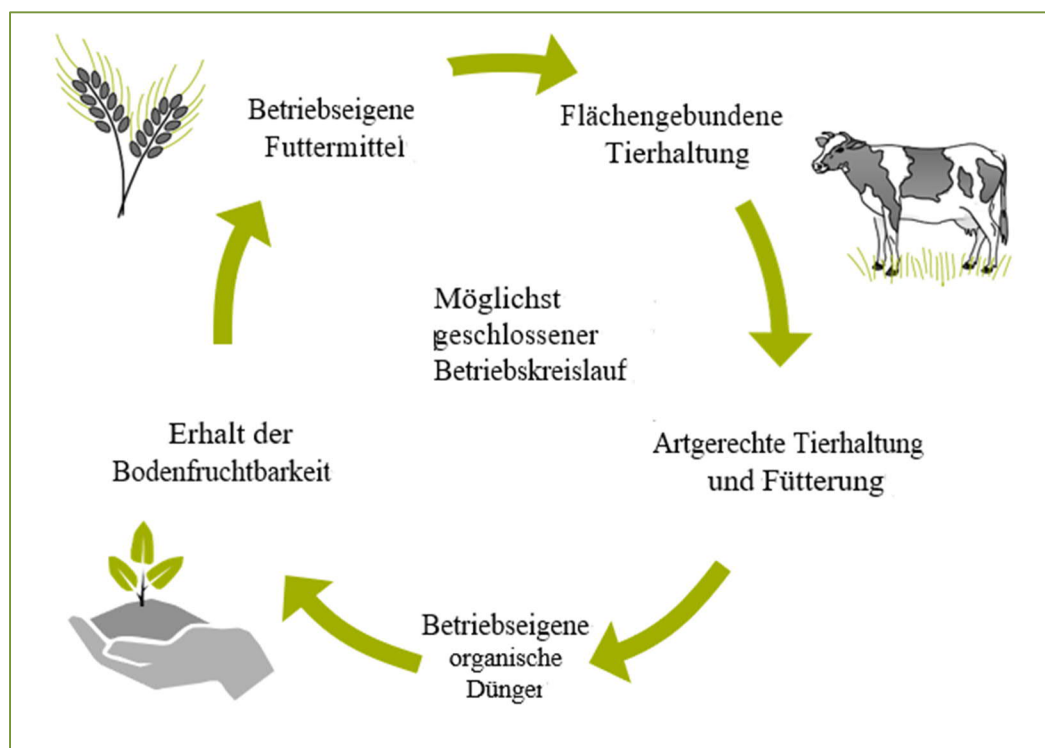 Betriebseigene
Futtermittel
Flächengebundene
Tierhaltung
Möglichst
geschlossener
Betriebskreislauf
Artgerechte Tierhaltung
und Fütterung
Betriebseigene
organische
Dünger
Erhalt der
Bodenfruchtbarkeit